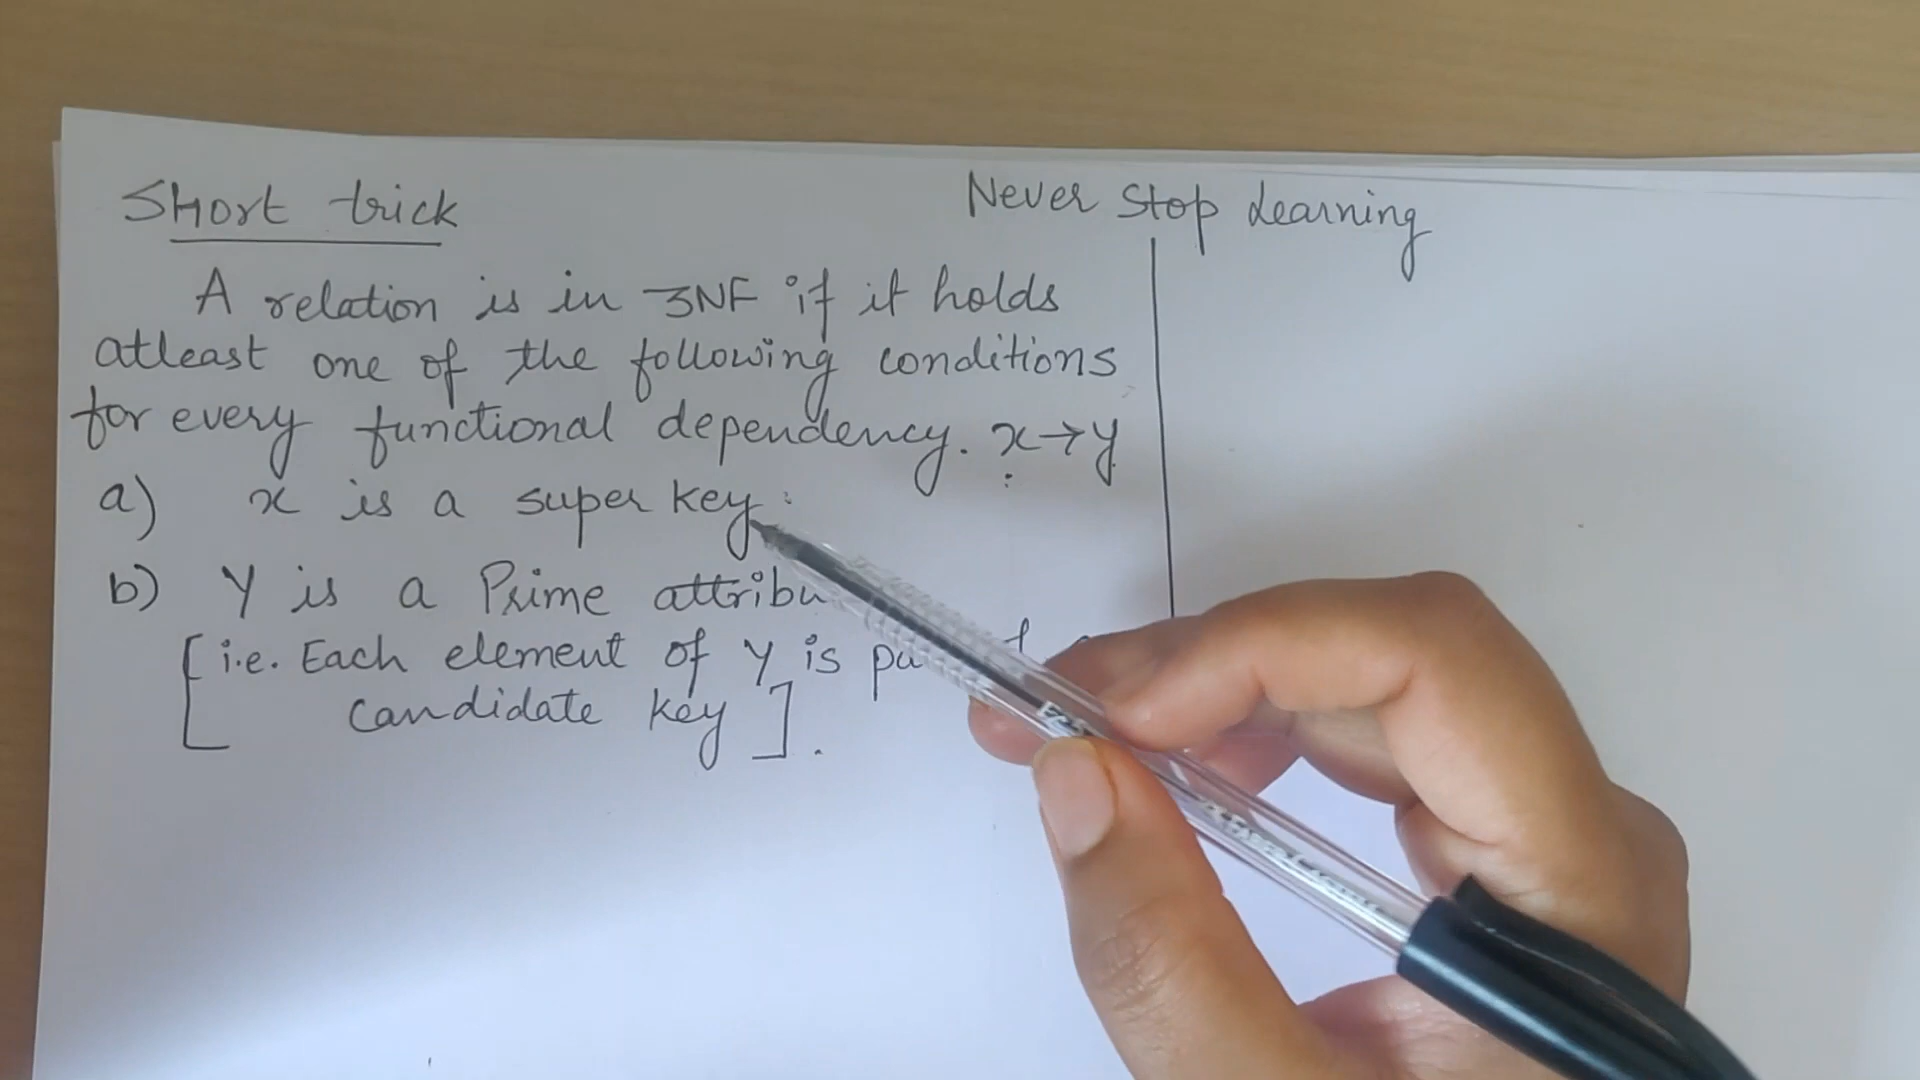 Short trick
Never Stop Learning
A relation is in 3NF if it holds
atleast one of the following conditions
for every functional dependency. x→y
a) x is a super key.
b) Y is a Prime
[i.e. Each element of Y is
candidate key].